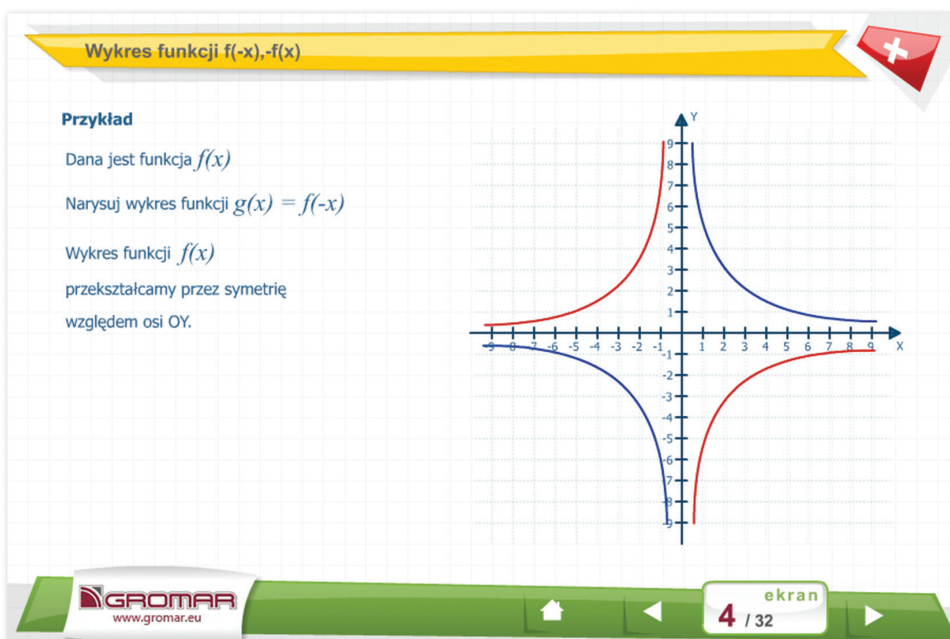 Wykres funkcji f(-x),-f(x)
Przykład
Dana jest funkcja f(x)
Narysuj wykres funkcji g(x) = f(-x)
Wykres funkcji f(x)
przekształcamy przez symetrię
względem osi OY.
Y
9
8
7
6
5
4
3
2
1
-9 -8 -7 -6 -5 -4 -3 -2 -1 1 2 3 4 5 6 7 8 9 X
-1
-2
-3
-4
-5
-6
-7
-8
-9
GROMAR
www.gromar.eu
ekran
4 / 32